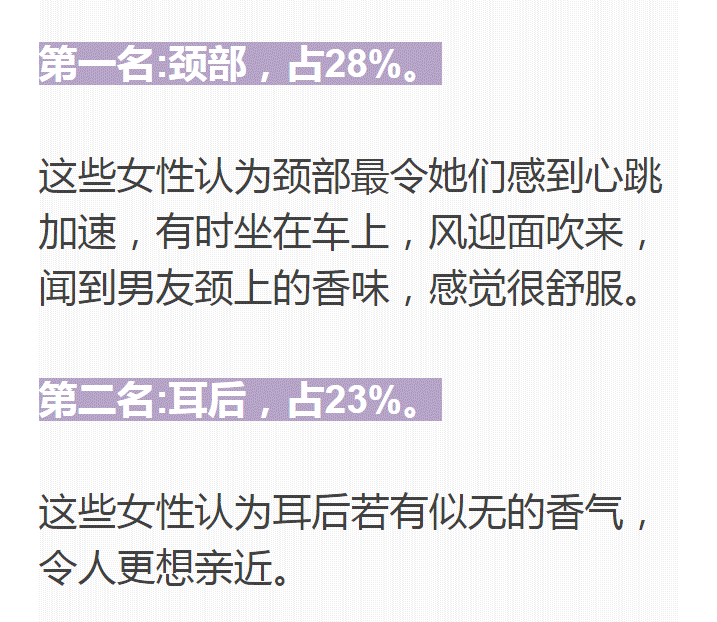 第一名:颈部，占28%。
这些女性认为颈部最令她们感到心跳
加速，有时坐在车上，风迎面吹来，
闻到男友颈上的香味，感觉很舒服。
第二名:耳后，占23%。
这些女性认为耳后若有似无的香气，
令人更想亲近。